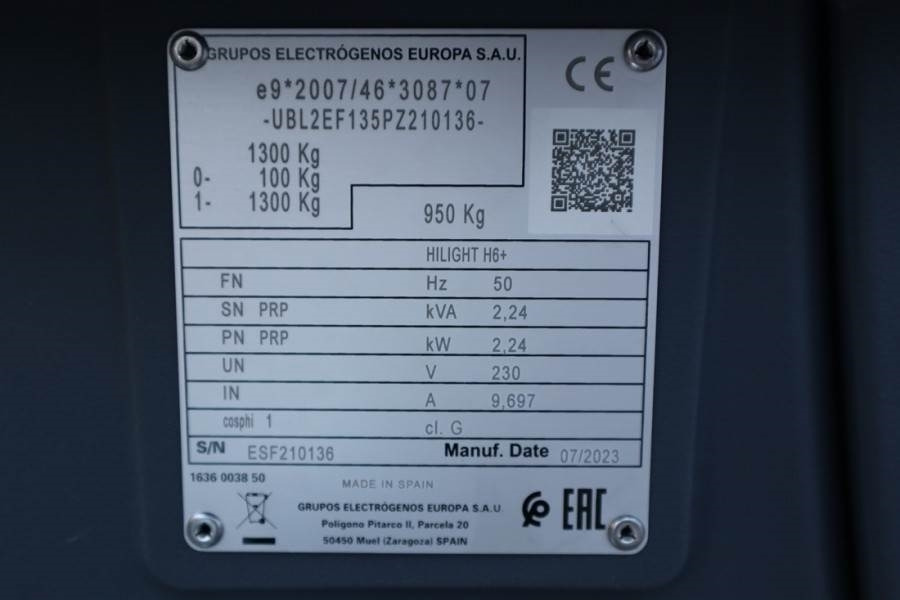 GRUPOS ELECTRÓGENOS EUROPA S.A.U.
CE
e9*2007/46*3087*07
-UBL2EF135PZ210136-
1300 Kg
0- 100 Kg
1- 1300 Kg
950 Kg
HILIGHT H6+
FN Hz 50
SN PRP kVA 2,24
PN PRP kW 2,24
UN V 230
IN A 9,697
cosphi 1 cl. G
S/N ESF210136 Manuf. Date 07/2023
1636 0038 50
MADE IN SPAIN
GRUPOS ELECTRÓGENOS EUROPA S.A.U.
Polígono Pitarco II, Parcela 20
50450 Muel (Zaragoza) SPAIN
EAC